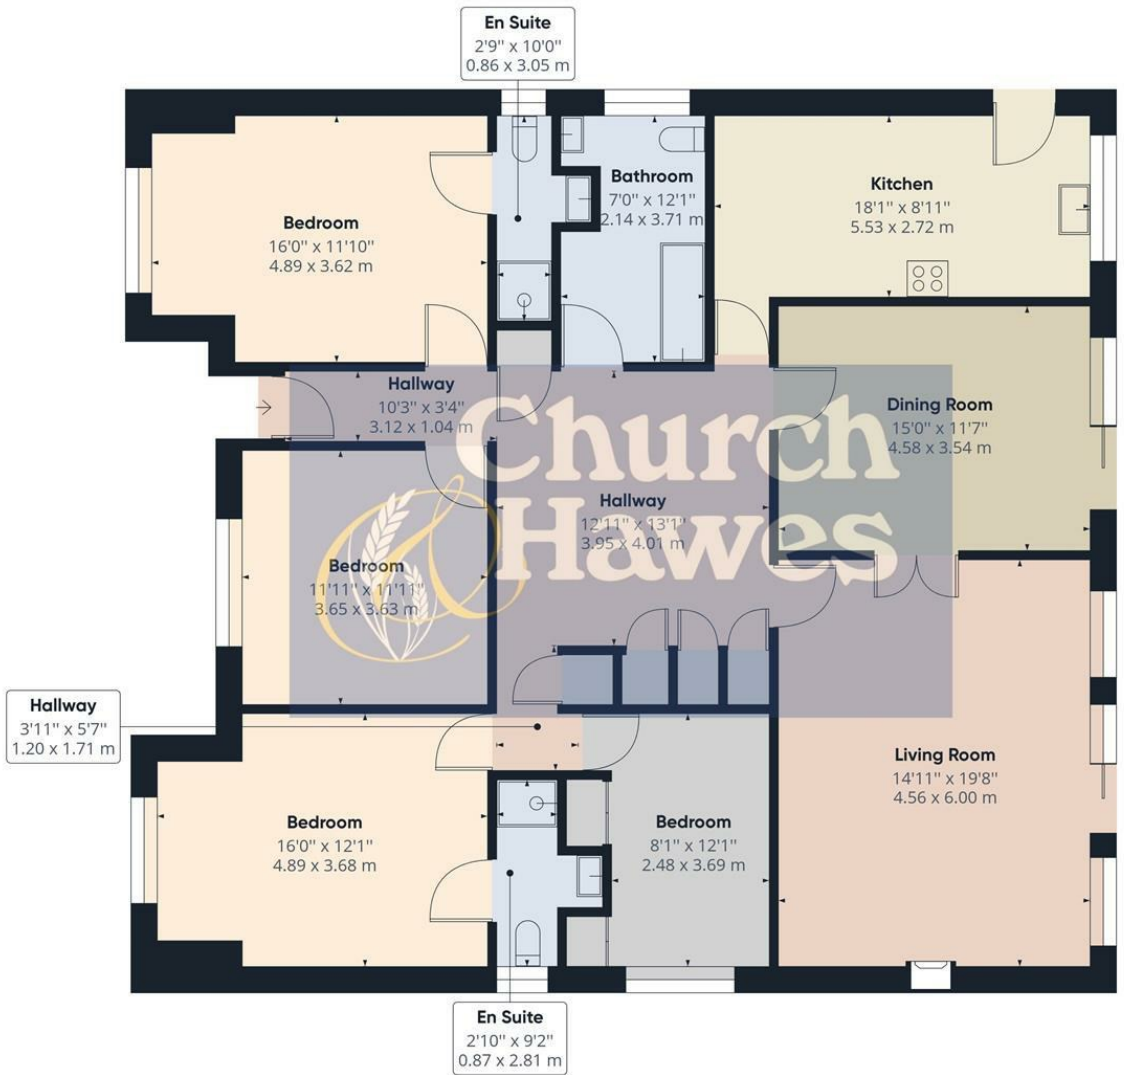 En Suite
2'9" x 10'0"
0.86 x 3.05 m
Bedroom
16'0" x 11'10"
4.89 x 3.62 m
Bathroom
7'0" x 12'1"
2.14 x 3.71 m
Kitchen
18'1" x 8'11"
5.53 x 2.72 m
Hallway
10'3" x 3'4"
3.12 x 1.04 m
Dining Room
15'0" x 11'7"
4.58 x 3.54 m
Church
Hawes
Hallway
12'11" x 13'1"
3.95 x 4.01 m
Bedroom
11'11" x 11'11"
3.65 x 3.63 m
Hallway
3'11" x 5'7"
1.20 x 1.71 m
Living Room
14'11" x 19'8"
4.56 x 6.00 m
Bedroom
16'0" x 12'1"
4.89 x 3.68 m
Bedroom
8'1" x 12'1"
2.48 x 3.69 m
En Suite
2'10" x 9'2"
0.87 x 2.81 m